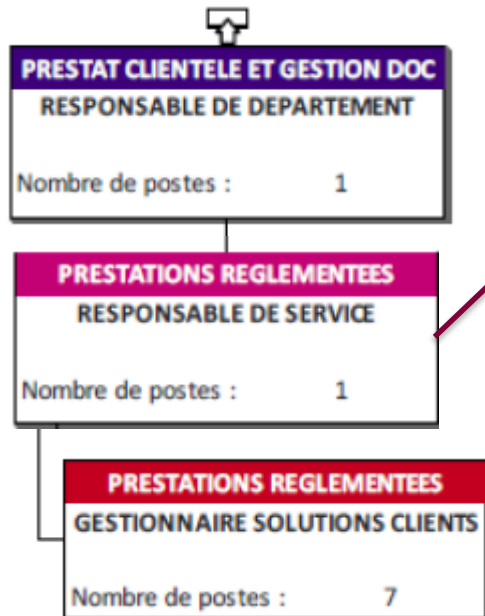 PRESTAT CLIENTELE ET GESTION DOC
RESPONSABLE DE DEPARTEMENT
Nombre de postes : 1
PRESTATIONS REGLEMENTEES
RESPONSABLE DE SERVICE
Nombre de postes : 1
PRESTATIONS REGLEMENTEES
GESTIONNAIRE SOLUTIONS CLIENTS
Nombre de postes : 7